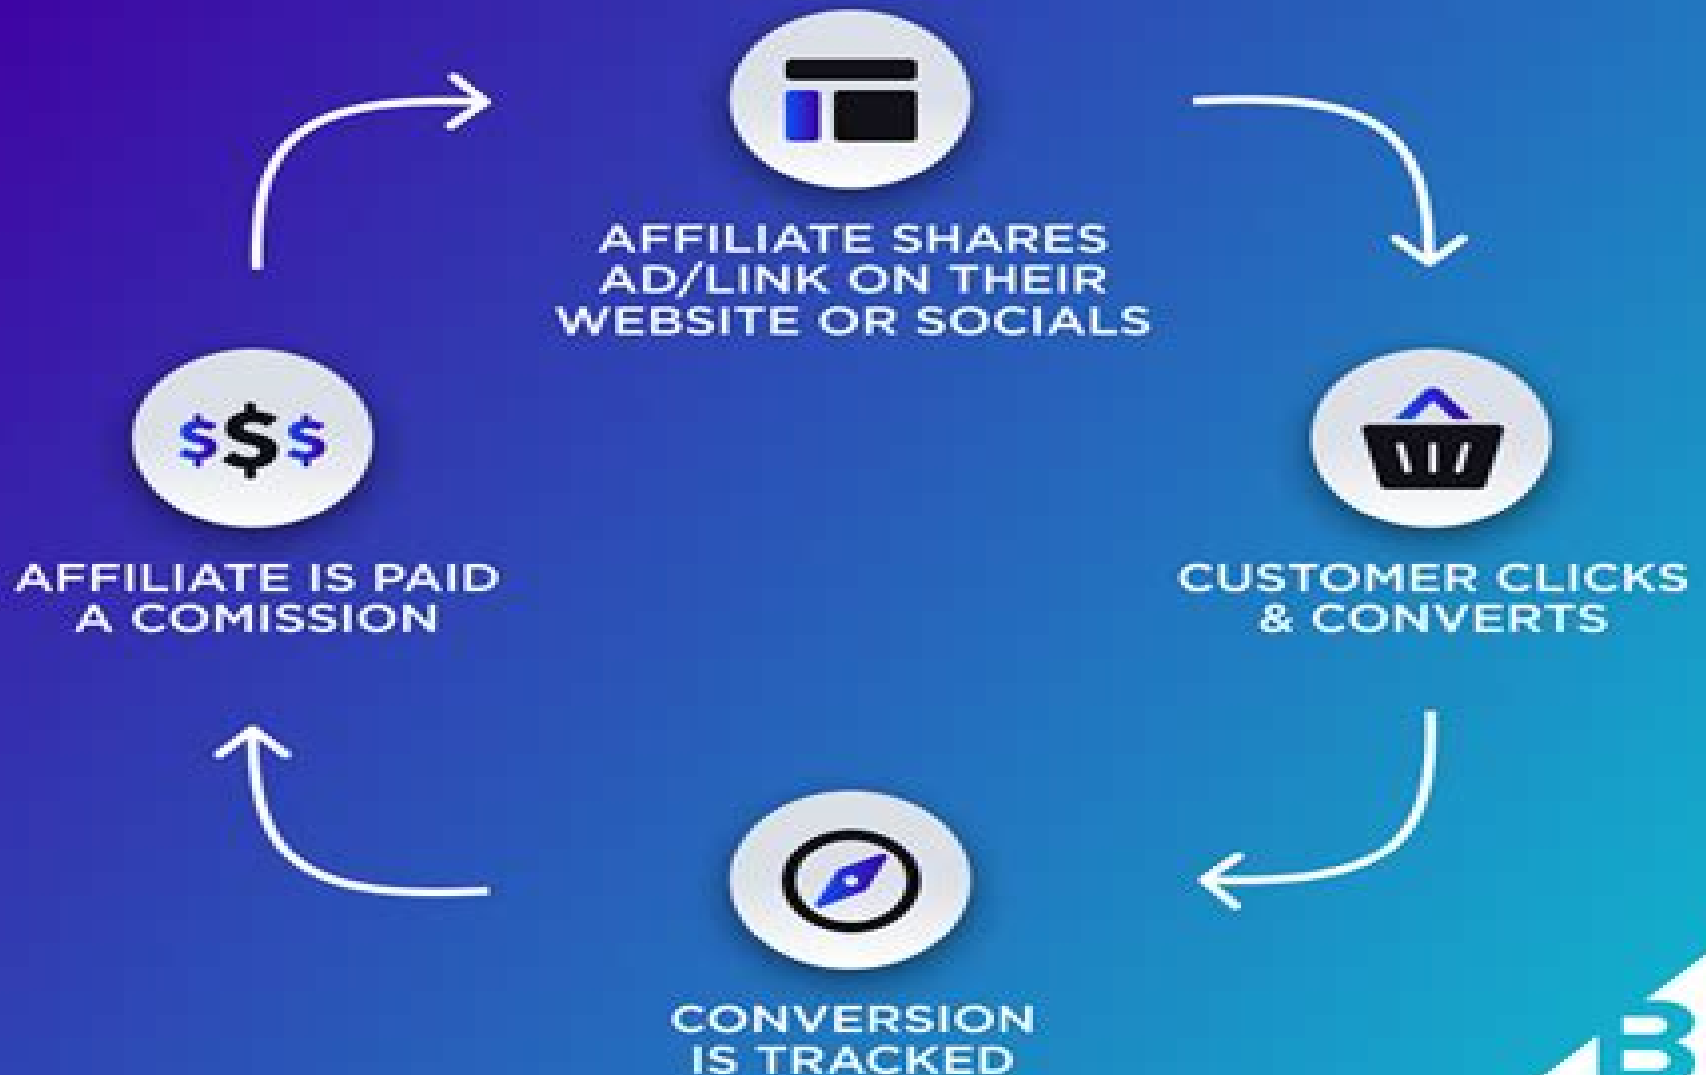 AFFILIATE SHARES
AD/LINK ON THEIR
WEBSITE OR SOCIALS
$$$
AFFILIATE IS PAID
A COMISSION
CUSTOMER CLICKS
& CONVERTS
CONVERSION
IS TRACKED
B